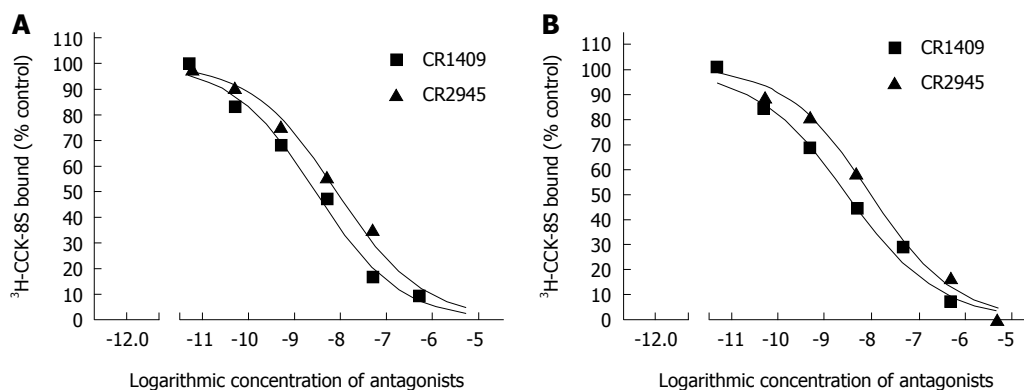 A
110
100
90
80
70
60
50
40
30
20
10
0
³H-CCK-8S bound (% control)
CR1409
CR2945
-12.0 -11 -10 -9 -8 -7 -6 -5
Logarithmic concentration of antagonists
B
110
100
90
80
70
60
50
40
30
20
10
0
³H-CCK-8S bound (% control)
CR1409
CR2945
-12.0 -11 -10 -9 -8 -7 -6 -5
Logarithmic concentration of antagonists